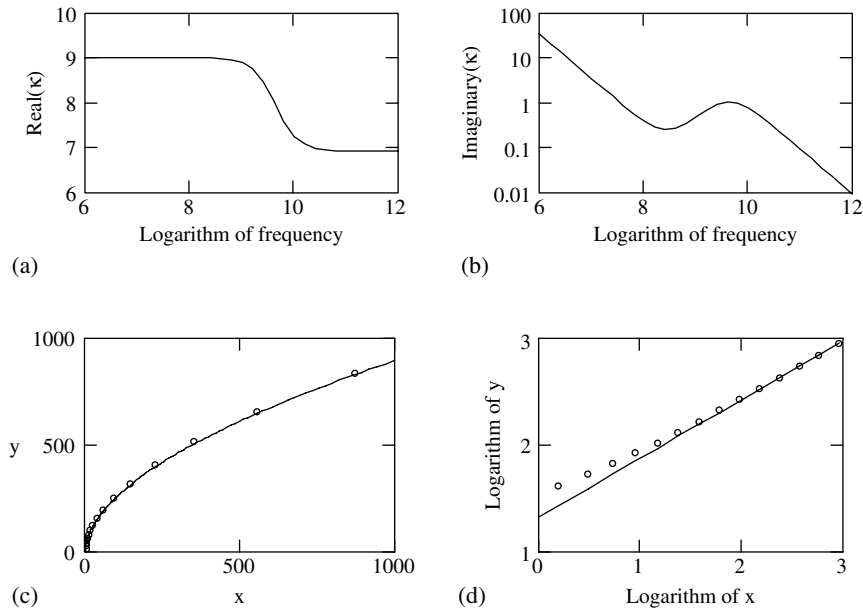 10
9
8
7
6
Real(κ)
6 8 10 12
Logarithm of frequency
(a)
100
10
1
0.1
0.01
Imaginary(κ)
6 8 10 12
Logarithm of frequency
(b)
1000
500
0
y
0 500 1000
x
(c)
3
2
1
Logarithm of y
0 1 2 3
Logarithm of x
(d)